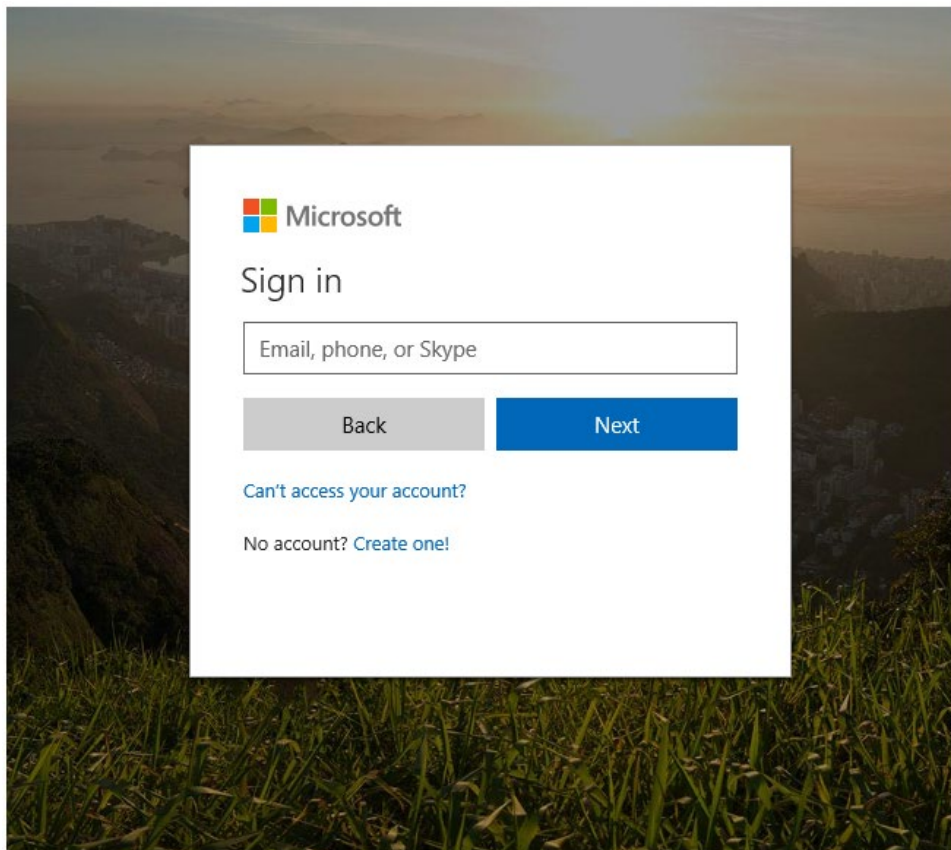 Microsoft
Sign in
Email, phone, or Skype
Back Next
Can't access your account?
No account? Create one!